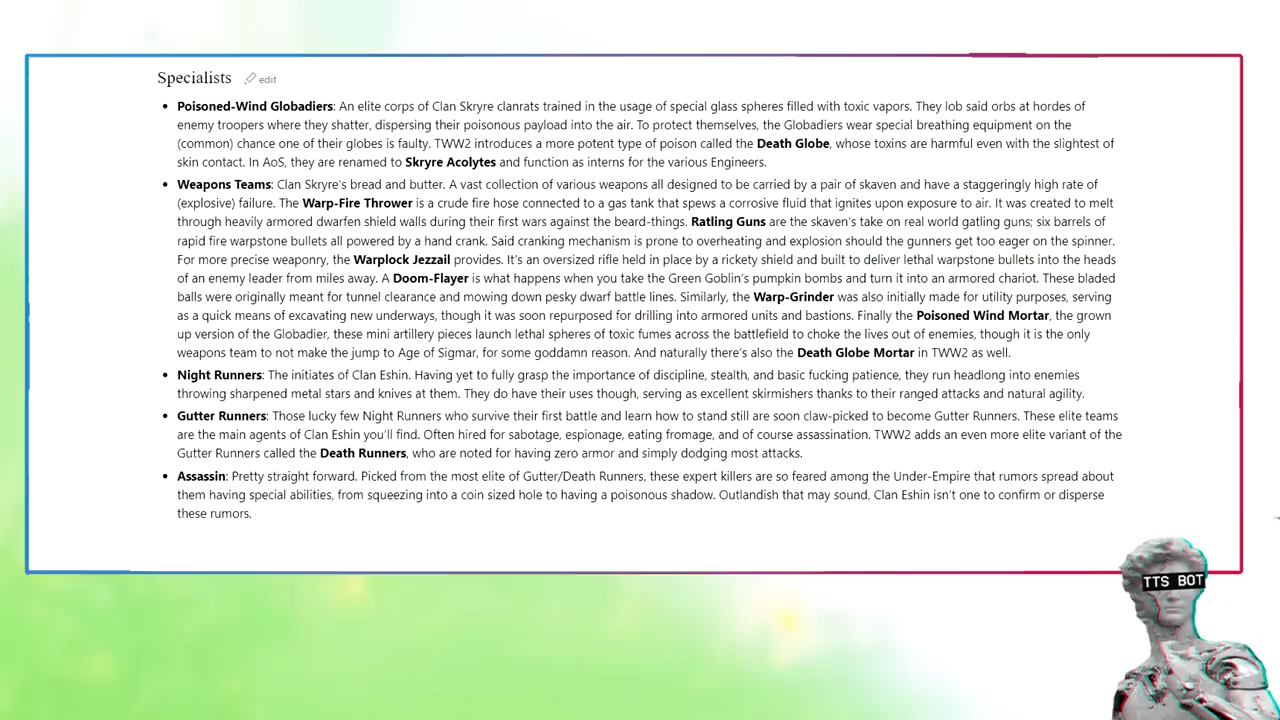 Specialists edit
• Poisoned-Wind Globadiers: An elite corps of Clan Skryre clanrats trained in the usage of special glass spheres filled with toxic vapors. They lob said orbs at hordes of
enemy troopers where they shatter, dispersing their poisonous payload into the air. To protect themselves, the Globadiers wear special breathing equipment on the
(common) chance one of their globes is faulty. TWW2 introduces a more potent type of poison called the Death Globe, whose toxins are harmful even with the slightest of
skin contact. In AoS, they are renamed to Skryre Acolytes and function as interns for the various Engineers.
• Weapons Teams: Clan Skryre's bread and butter. A vast collection of various weapons all designed to be carried by a pair of skaven and have a staggeringly high rate of
(explosive) failure. The Warp-Fire Thrower is a crude fire hose connected to a gas tank that spews a corrosive fluid that ignites upon exposure to air. It was created to melt
through heavily armored dwarfen shield walls during their first wars against the beard-things. Ratling Guns are the skaven's take on real world gatling guns; six barrels of
rapid fire warpstone bullets all powered by a hand crank. Said cranking mechanism is prone to overheating and explosion should the gunners get too eager on the spinner.
For more precise weaponry, the Warplock Jezzail provides. It's an oversized rifle held in place by a rickety shield and built to deliver lethal warpstone bullets into the heads
of an enemy leader from miles away. A Doom-Flayer is what happens when you take the Green Goblin's pumpkin bombs and turn it into an armored chariot. These bladed
balls were originally meant for tunnel clearance and mowing down pesky dwarf battle lines. Similarly, the Warp-Grinder was also initially made for utility purposes, serving
as a quick means of excavating new underways, though it was soon repurposed for drilling into armored units and bastions. Finally the Poisoned Wind Mortar, the grown
up version of the Globadier, these mini artillery pieces launch lethal spheres of toxic fumes across the battlefield to choke the lives out of enemies, though it is the only
weapons team to not make the jump to Age of Sigmar, for some goddamn reason. And naturally there's also the Death Globe Mortar in TWW2 as well.
• Night Runners: The initiates of Clan Eshin. Having yet to fully grasp the importance of discipline, stealth, and basic fucking patience, they run headlong into enemies
throwing sharpened metal stars and knives at them. They do have their uses though, serving as excellent skirmishers thanks to their ranged attacks and natural agility.
• Gutter Runners: Those lucky few Night Runners who survive their first battle and learn how to stand still are soon claw-picked to become Gutter Runners. These elite teams
are the main agents of Clan Eshin you'll find. Often hired for sabotage, espionage, eating fromage, and of course assassination. TWW2 adds an even more elite variant of the
Gutter Runners called the Death Runners, who are noted for having zero armor and simply dodging most attacks.
• Assassin: Pretty straight forward. Picked from the most elite of Gutter/Death Runners, these expert killers are so feared among the Under-Empire that rumors spread about
them having special abilities, from squeezing into a coin sized hole to having a poisonous shadow. Outlandish that may sound, Clan Eshin isn't one to confirm or disperse
these rumors.
TTS BOT